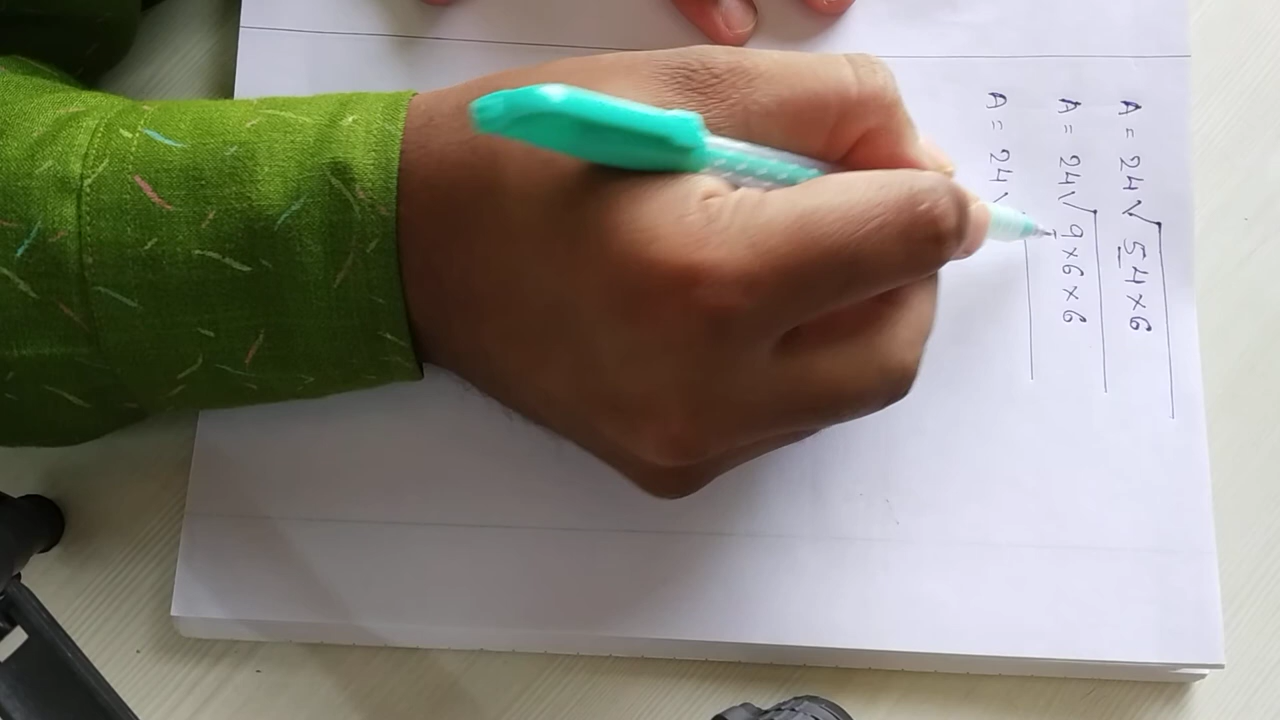 A = 24√54×6
A = 24√9×6×6
A = 24√